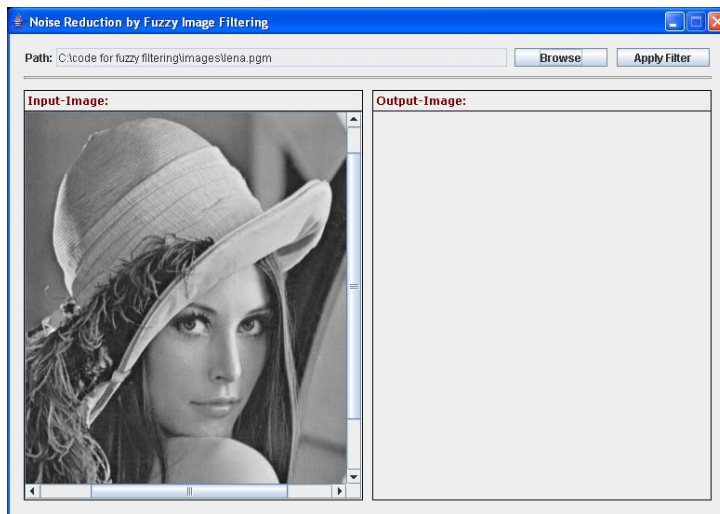 Noise Reduction by Fuzzy Image Filtering
Path: C:\code for fuzzy filtering\images\lena.pgm Browse Apply Filter
Input-Image: Output-Image: